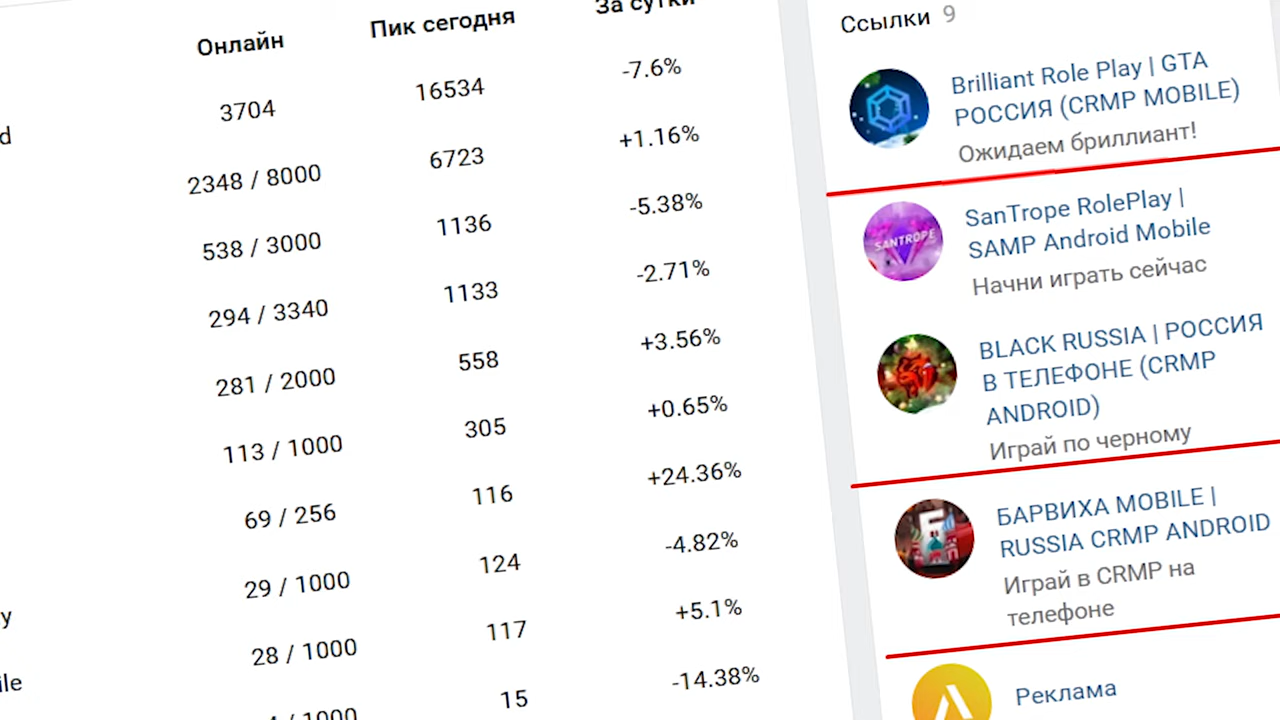 Онлайн Пик сегодня За сутки
3704 16534 -7.6%
d
2348 / 8000 6723 +1.16%
538 / 3000 1136 -5.38%
294 / 3340 1133 -2.71%
281 / 2000 558 +3.56%
113 / 1000 305 +0.65%
69 / 256 116 +24.36%
29 / 1000 124 -4.82%
y
28 / 1000 117 +5.1%
ile
4 / 1000 15 -14.38%
Ссылки 9
Brilliant Role Play | GTA
РОССИЯ (CRMP MOBILE)
Ожидаем бриллиант!
SANTROPE
SanTrope RolePlay |
SAMP Android Mobile
Начни играть сейчас
BLACK RUSSIA | РОССИЯ
В ТЕЛЕФОНЕ (CRMP
ANDROID)
Играй по черному
БАРВИХА MOBILE |
RUSSIA CRMP ANDROID
Играй в CRMP на
телефоне
Реклама